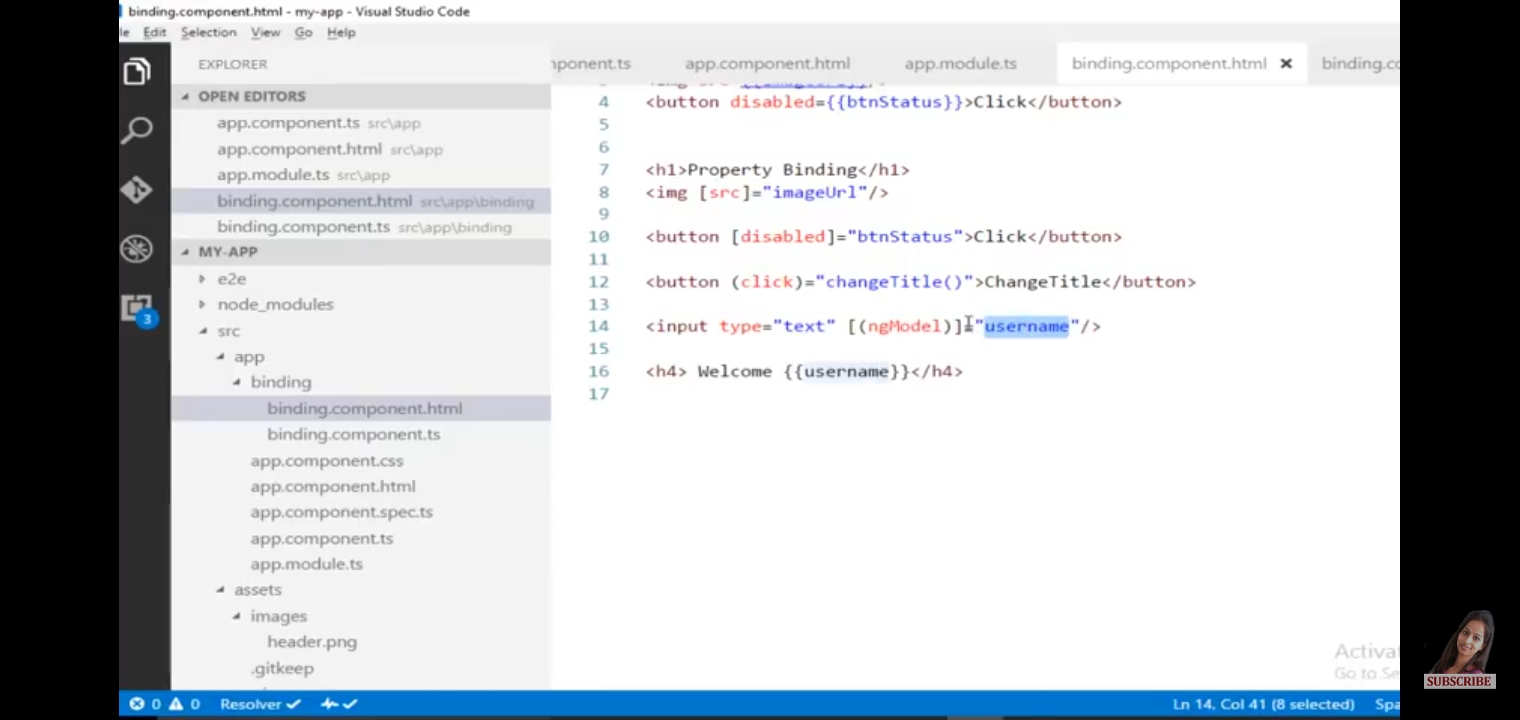 binding.component.html - my-app - Visual Studio Code
le Edit Selection View Go Help
EXPLORER
OPEN EDITORS
app.component.ts src\app
app.component.html src\app
app.module.ts src\app
binding.component.html src\app\binding
binding.component.ts src\app\binding
MY-APP
e2e
node_modules
src
app
binding
binding.component.html
binding.component.ts
app.component.css
app.component.html
app.component.spec.ts
app.component.ts
app.module.ts
assets
images
header.png
.gitkeep
ponent.ts app.component.html app.module.ts binding.component.html binding.co
4 <button disabled={{btnStatus}}>Click</button>
5
6
7 <h1>Property Binding</h1>
8 <img [src]="imageUrl"/>
9
10 <button [disabled]="btnStatus">Click</button>
11
12 <button (click)="changeTitle()">ChangeTitle</button>
13
14 <input type="text" [(ngModel)]="username"/>
15
16 <h4> Welcome {{username}}</h4>
17
Activa
Go to Se
SUBSCRIBE
3
0 0 Resolver Ln 14, Col 41 (8 selected) Spa